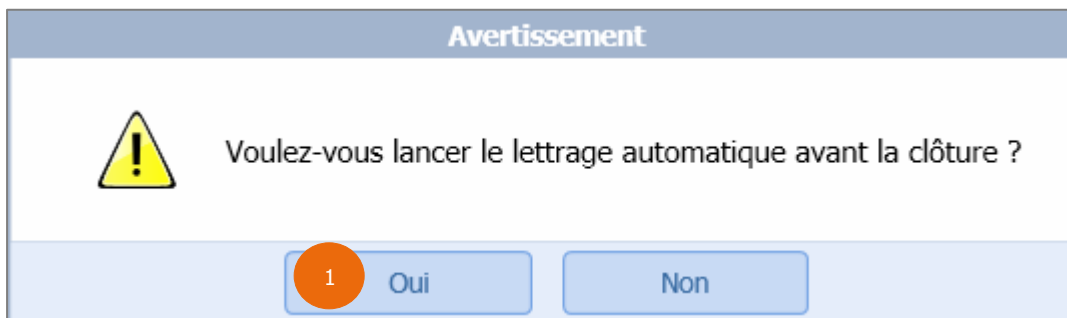 Avertissement
Voulez-vous lancer le lettrage automatique avant la clôture ?
1 Oui Non